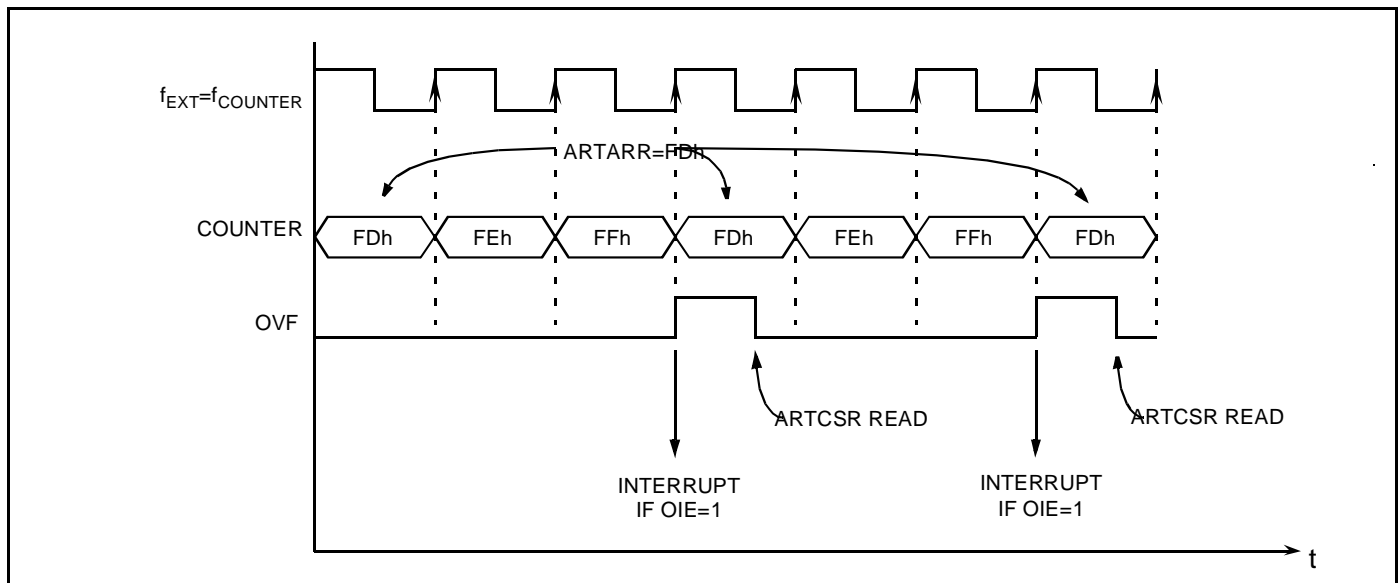 fEXT=fCOUNTER
ARTARR=FDh
COUNTER FDh FEh FFh FDh FEh FFh FDh
OVF
ARTCSR READ ARTCSR READ
INTERRUPT INTERRUPT
IF OIE=1 IF OIE=1
t